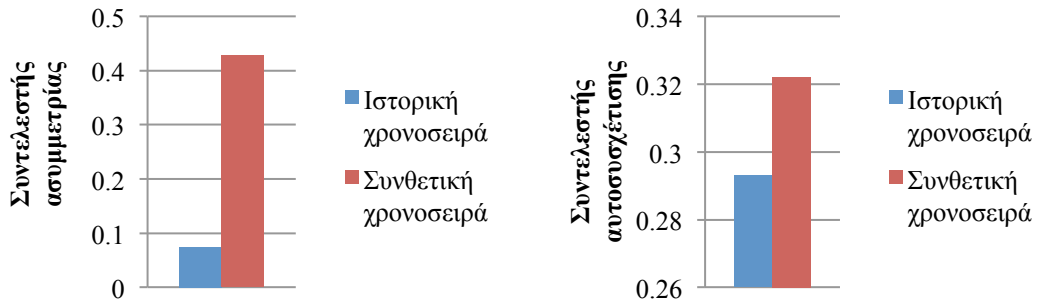 Συντελεστής
ασυμμετρίας
0.5
0.4
0.3
0.2
0.1
0
Ιστορική
χρονοσειρά
Συνθετική
χρονοσειρά
Συντελεστής
αυτοσυσχέτισης
0.34
0.32
0.3
0.28
0.26
Ιστορική
χρονοσειρά
Συνθετική
χρονοσειρά